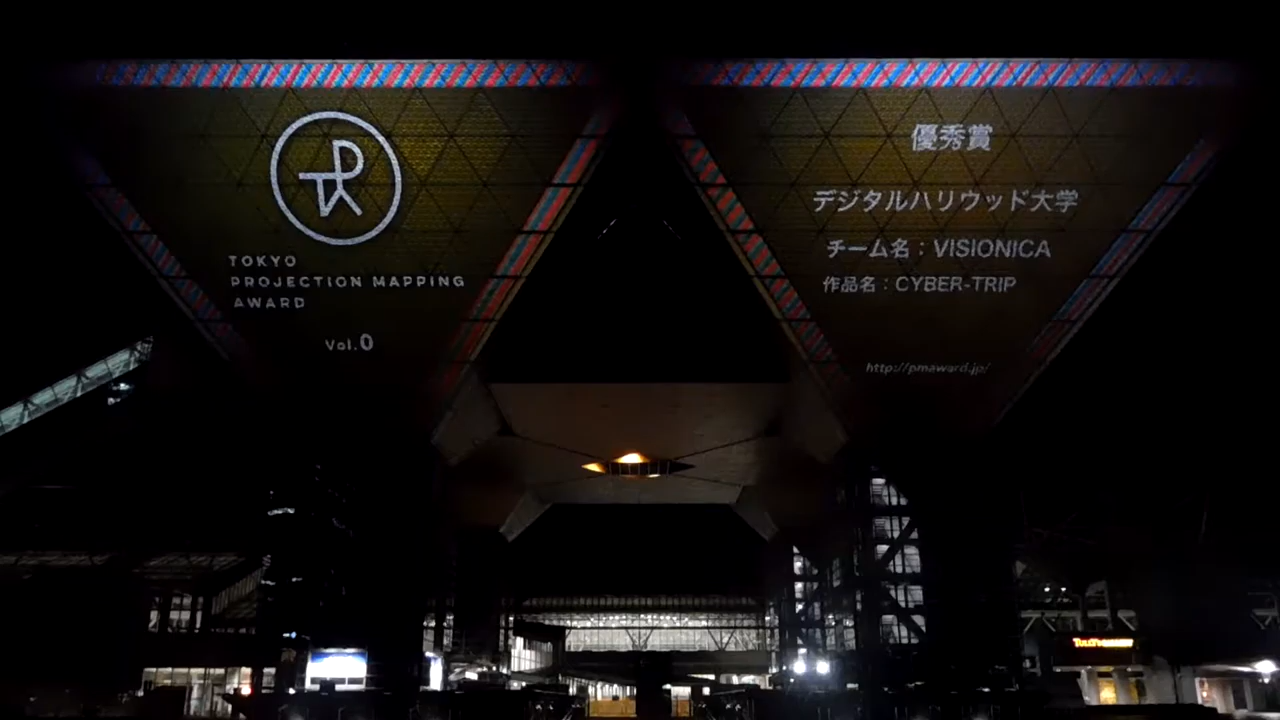 TOKYO
PROJECTION MAPPING
AWARD
Vol.0
優秀賞
デジタルハリウッド大学
チーム名：VISIONICA
作品名：CYBER-TRIP
http://pmaward.jp/